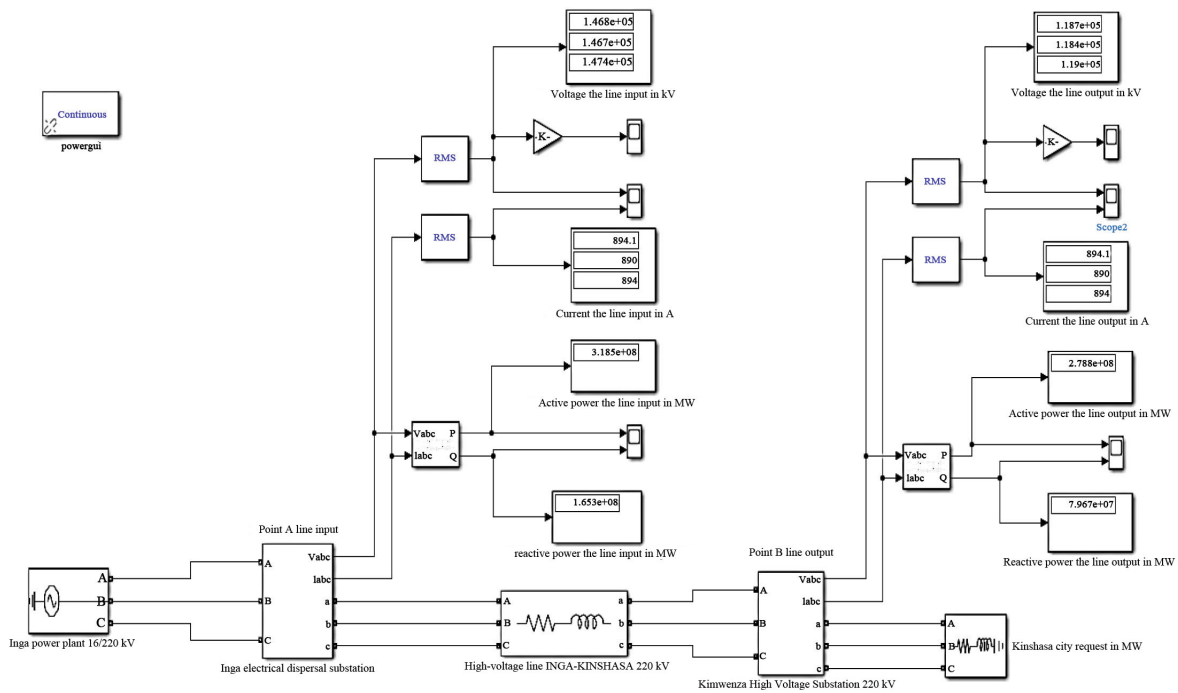 1.468e+05
1.467e+05
1.474e+05
Voltage the line input in kV
Continuous
powergui
-K-
RMS
RMS
894.1
890
894
Current the line input in A
3.185e+08
Active power the line input in MW
Vabc
Iabc
P
Q
1.653e+08
reactive power the line input in MW
1.187e+05
1.184e+05
1.19e+05
Voltage the line output in kV
-K-
RMS
Scope2
RMS
894.1
890
894
Current the line output in A
2.788e+08
Active power the line output in MW
Vabc
Iabc
P
Q
7.967e+07
Reactive power the line output in MW
A
B
C
Inga power plant 16/220 kV
Point A line input
A
B
C
Vabc
Iabc
a
b
c
Inga electrical dispersal substation
A
B
C
a
b
c
High-voltage line INGA-KINSHASA 220 kV
Point B line output
A
B
C
Vabc
Iabc
a
b
c
Kimwenza High Voltage Substation 220 kV
A
B
C
Kinshasa city request in MW